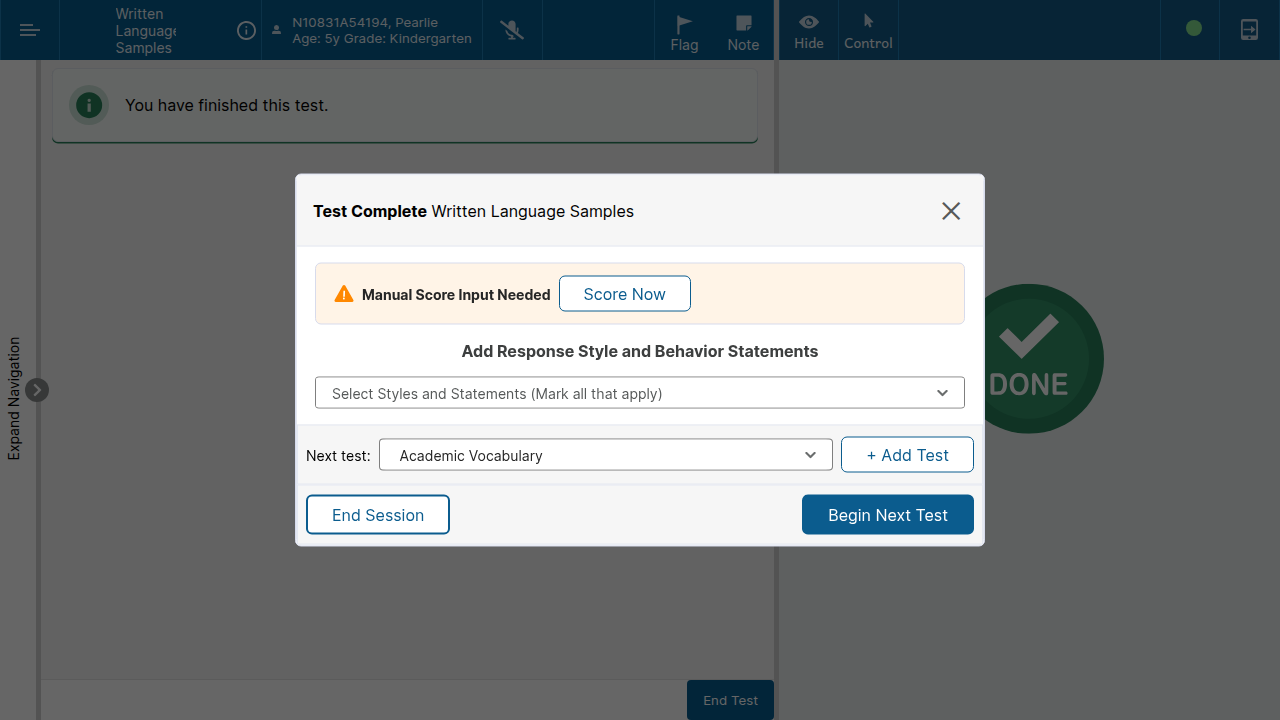 Written
Language
Samples
N10831A54194, Pearlie
Age: 5y Grade: Kindergarten
Flag
Note
Hide
Control
You have finished this test.
Test Complete Written Language Samples
Manual Score Input Needed
Score Now
Add Response Style and Behavior Statements
Select Styles and Statements (Mark all that apply)
Next test:
Academic Vocabulary
+ Add Test
End Session
Begin Next Test
DONE
Expand Navigation
End Test